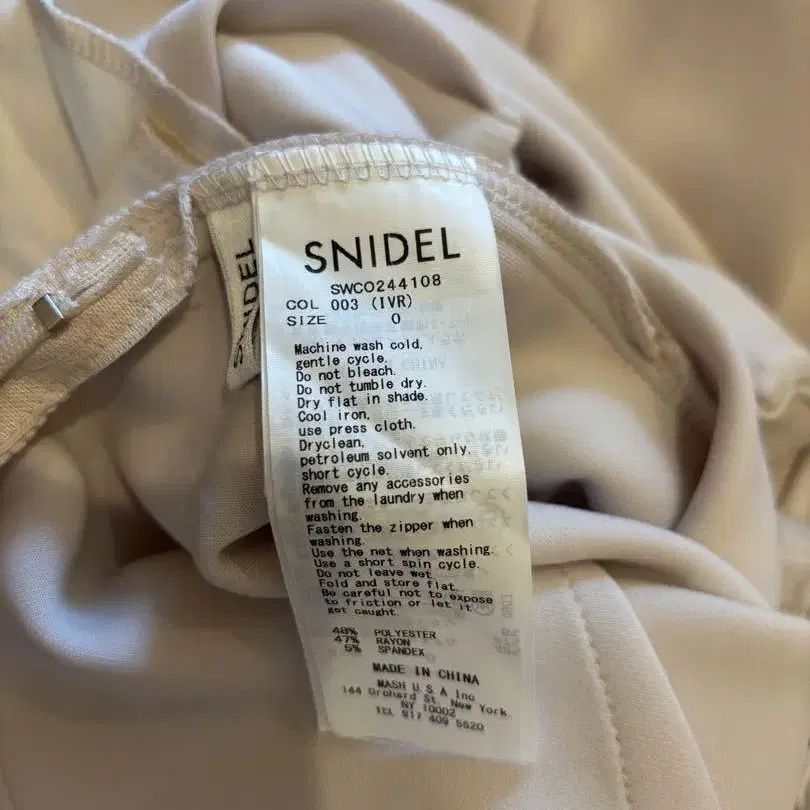 SNIDEL
SNIDEL
SWCO244108
COL 003 (IVR)
SIZE 0
Machine wash cold,
gentle cycle.
Do not bleach.
Do not tumble dry.
Dry flat in shade.
Cool iron,
use press cloth.
Dryclean,
petroleum solvent only,
short cycle.
Remove any accessories
from the laundry when
washing.
Fasten the zipper when
washing.
Use the net when washing.
Use a short spin cycle.
Do not leave wet.
Fold and store flat.
Be careful not to expose
to friction or let it
get caught.
48% POLYESTER
47% RAYON
5% SPANDEX
MADE IN CHINA
MASH U.S.A Inc
144 Orchard St. New York.
NY 10002
TEL 917 409 5520